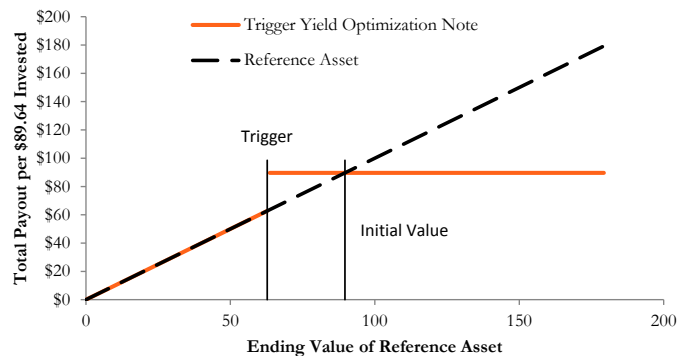 $200
$180
$160
$140
$120
$100
$80
$60
$40
$20
$0
Total Payout per $89.64 Invested
Trigger Yield Optimization Note
Reference Asset
Trigger
Initial Value
0
50
100
150
200
Ending Value of Reference Asset